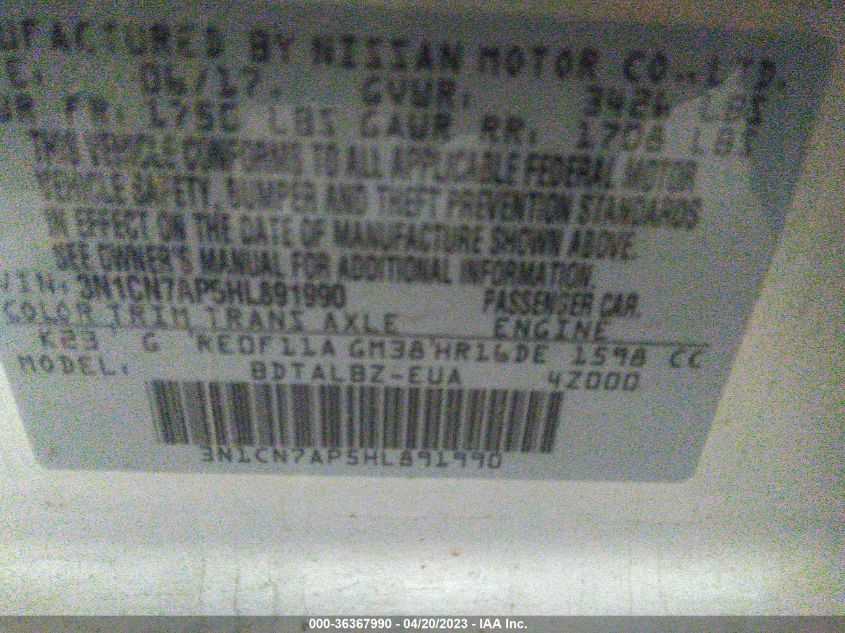 UFACTURED BY NISSAN MOTOR CO., LTD.
06/17. GVWR: 3426 LBS
FR: 1752 LBS GAWR RR: 1708 LBS
THIS VEHICLE CONFORMS TO ALL APPLICABLE FEDERAL MOTOR
VEHICLE SAFETY, BUMPER AND THEFT PREVENTION STANDARDS
IN EFFECT ON THE DATE OF MANUFACTURE SHOWN ABOVE.
SEE OWNER'S MANUAL FOR ADDITIONAL INFORMATION.
VIN: 3N1CN7AP5HL891990 PASSENGER CAR.
COLOR TRIM TRANS AXLE ENGINE
K23 G RE0F11A GM38 HR16DE 1598 CC
MODEL: BDTALBZ-EUA 4Z000
3N1CN7AP5HL891990
000-36367990 - 04/20/2023 - IAA Inc.